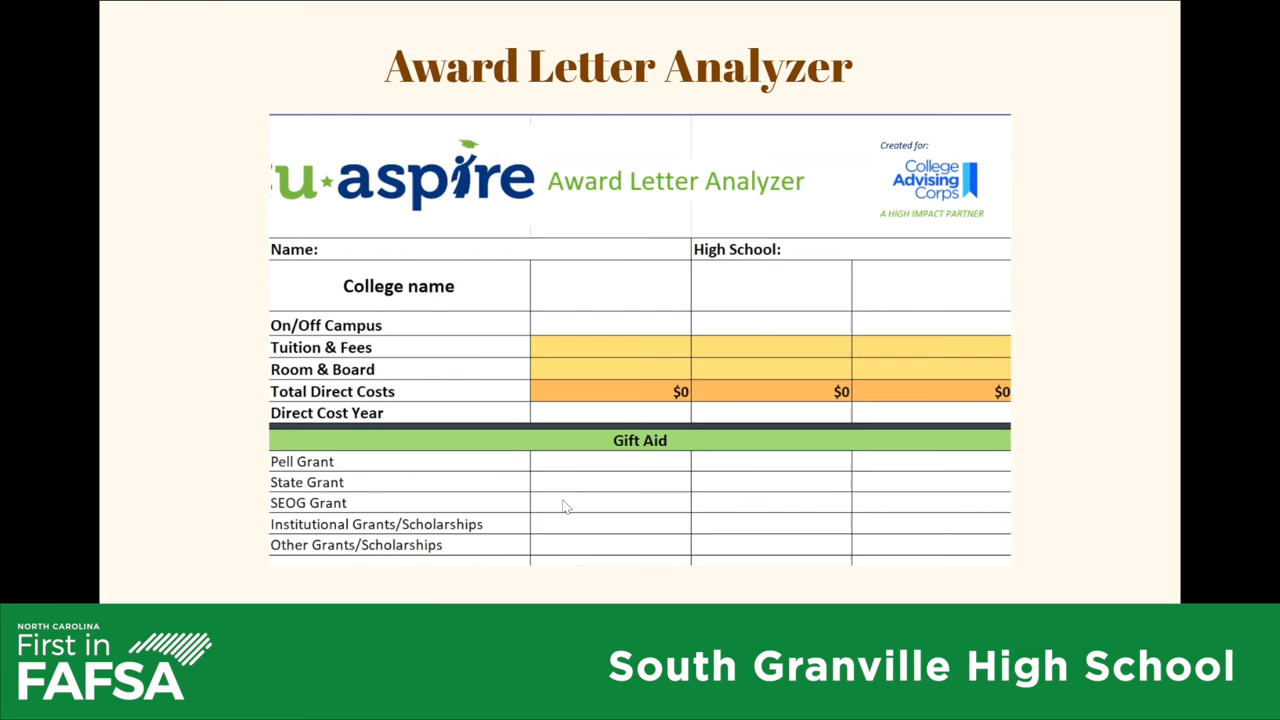 Award Letter Analyzer
u aspire Award Letter Analyzer
Created for:
College
Advising
Corps
A HIGH IMPACT PARTNER
Name: High School:
College name
On/Off Campus
Tuition & Fees
Room & Board
Total Direct Costs $0 $0 $0
Direct Cost Year
Gift Aid
Pell Grant
State Grant
SEOG Grant
Institutional Grants/Scholarships
Other Grants/Scholarships
NORTH CAROLINA
First in
FAFSA
South Granville High School